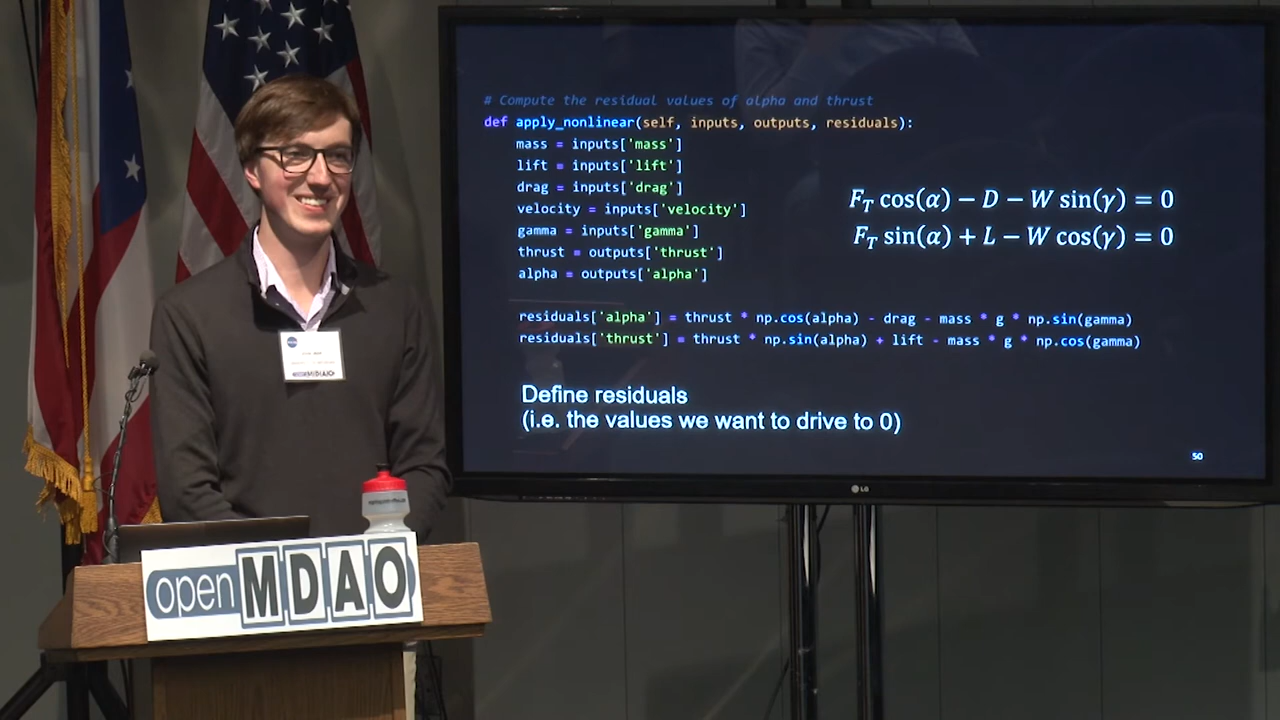 # Compute the residual values of alpha and thrust
def apply_nonlinear(self, inputs, outputs, residuals):
mass = inputs['mass']
lift = inputs['lift']
drag = inputs['drag']
velocity = inputs['velocity']
gamma = inputs['gamma']
thrust = outputs['thrust']
alpha = outputs['alpha']
F_T cos(α) − D − W sin(γ) = 0
F_T sin(α) + L − W cos(γ) = 0
residuals['alpha'] = thrust * np.cos(alpha) - drag - mass * g * np.sin(gamma)
residuals['thrust'] = thrust * np.sin(alpha) + lift - mass * g * np.cos(gamma)
Define residuals
(i.e. the values we want to drive to 0)
50
LG
openMDAO
openMDAO